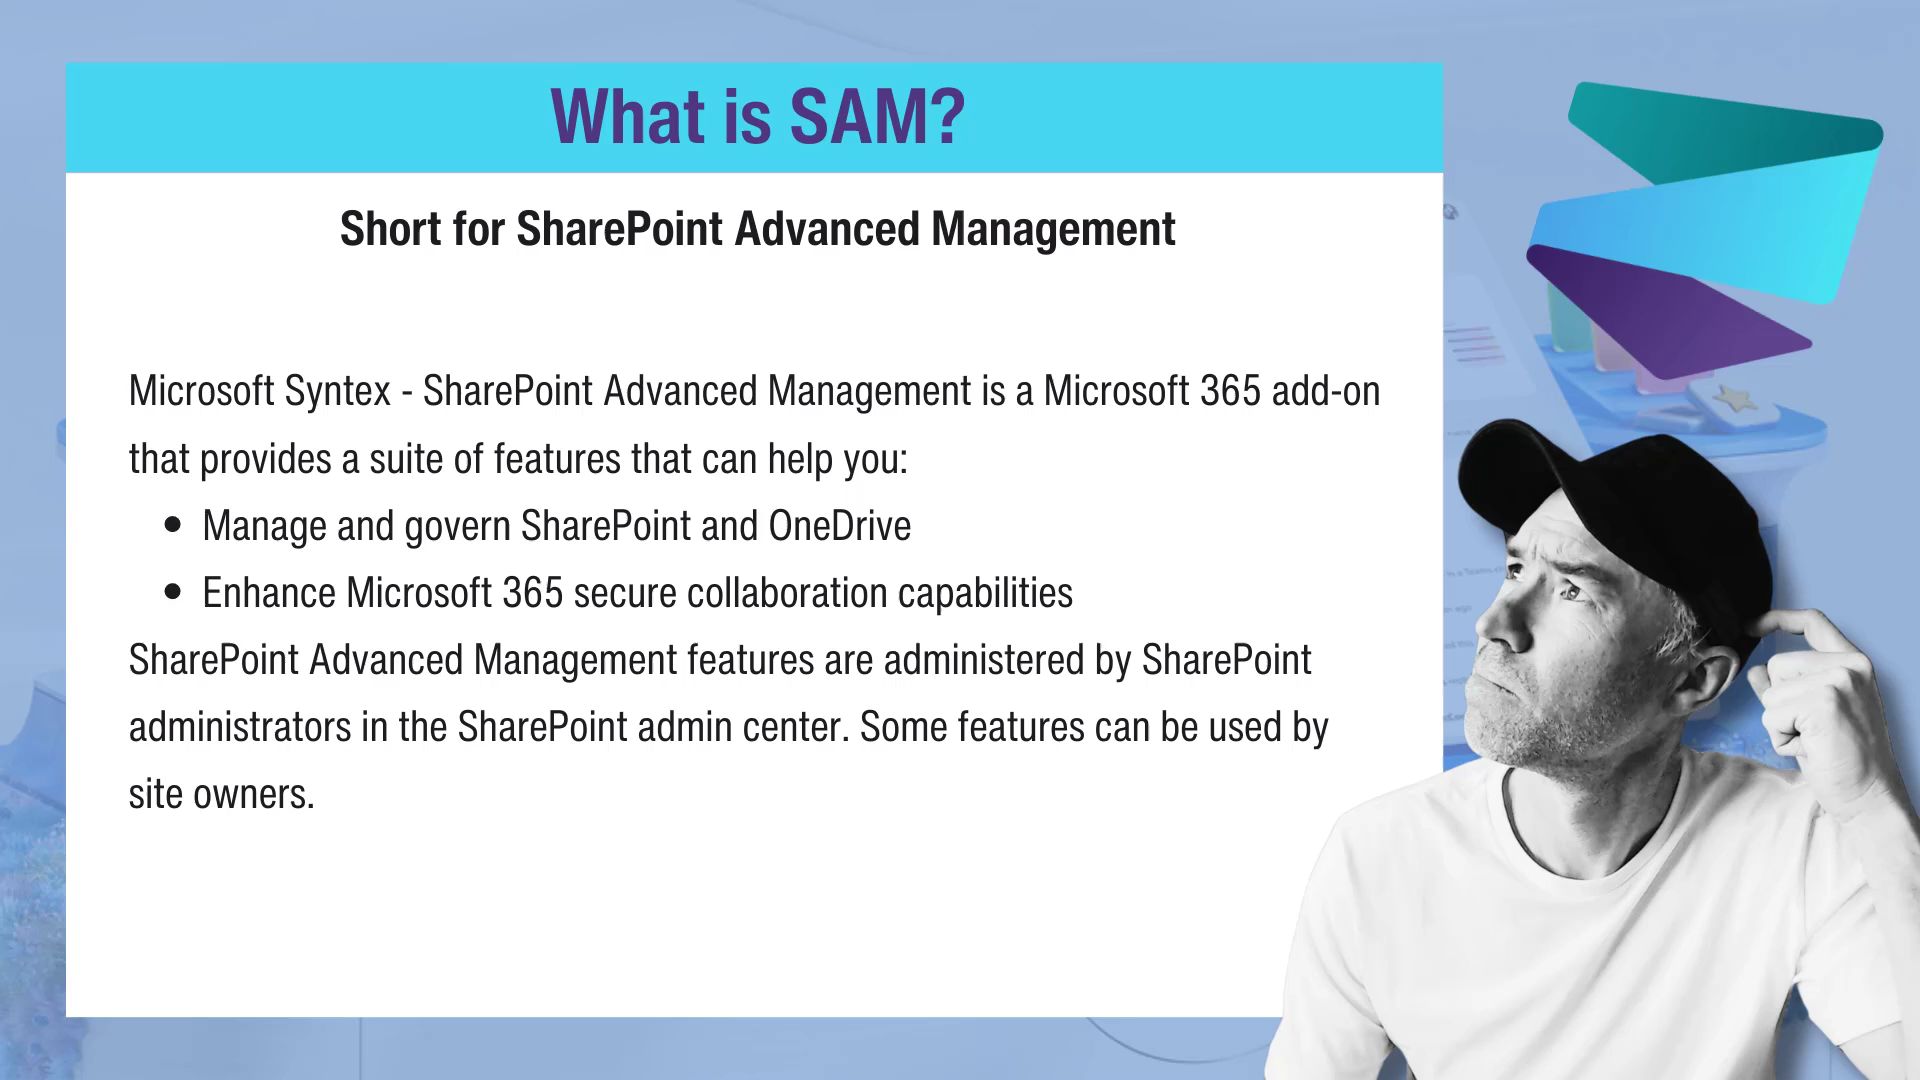 What is SAM?
Short for SharePoint Advanced Management
Microsoft Syntex - SharePoint Advanced Management is a Microsoft 365 add-on
that provides a suite of features that can help you:
• Manage and govern SharePoint and OneDrive
• Enhance Microsoft 365 secure collaboration capabilities
SharePoint Advanced Management features are administered by SharePoint
administrators in the SharePoint admin center. Some features can be used by
site owners.